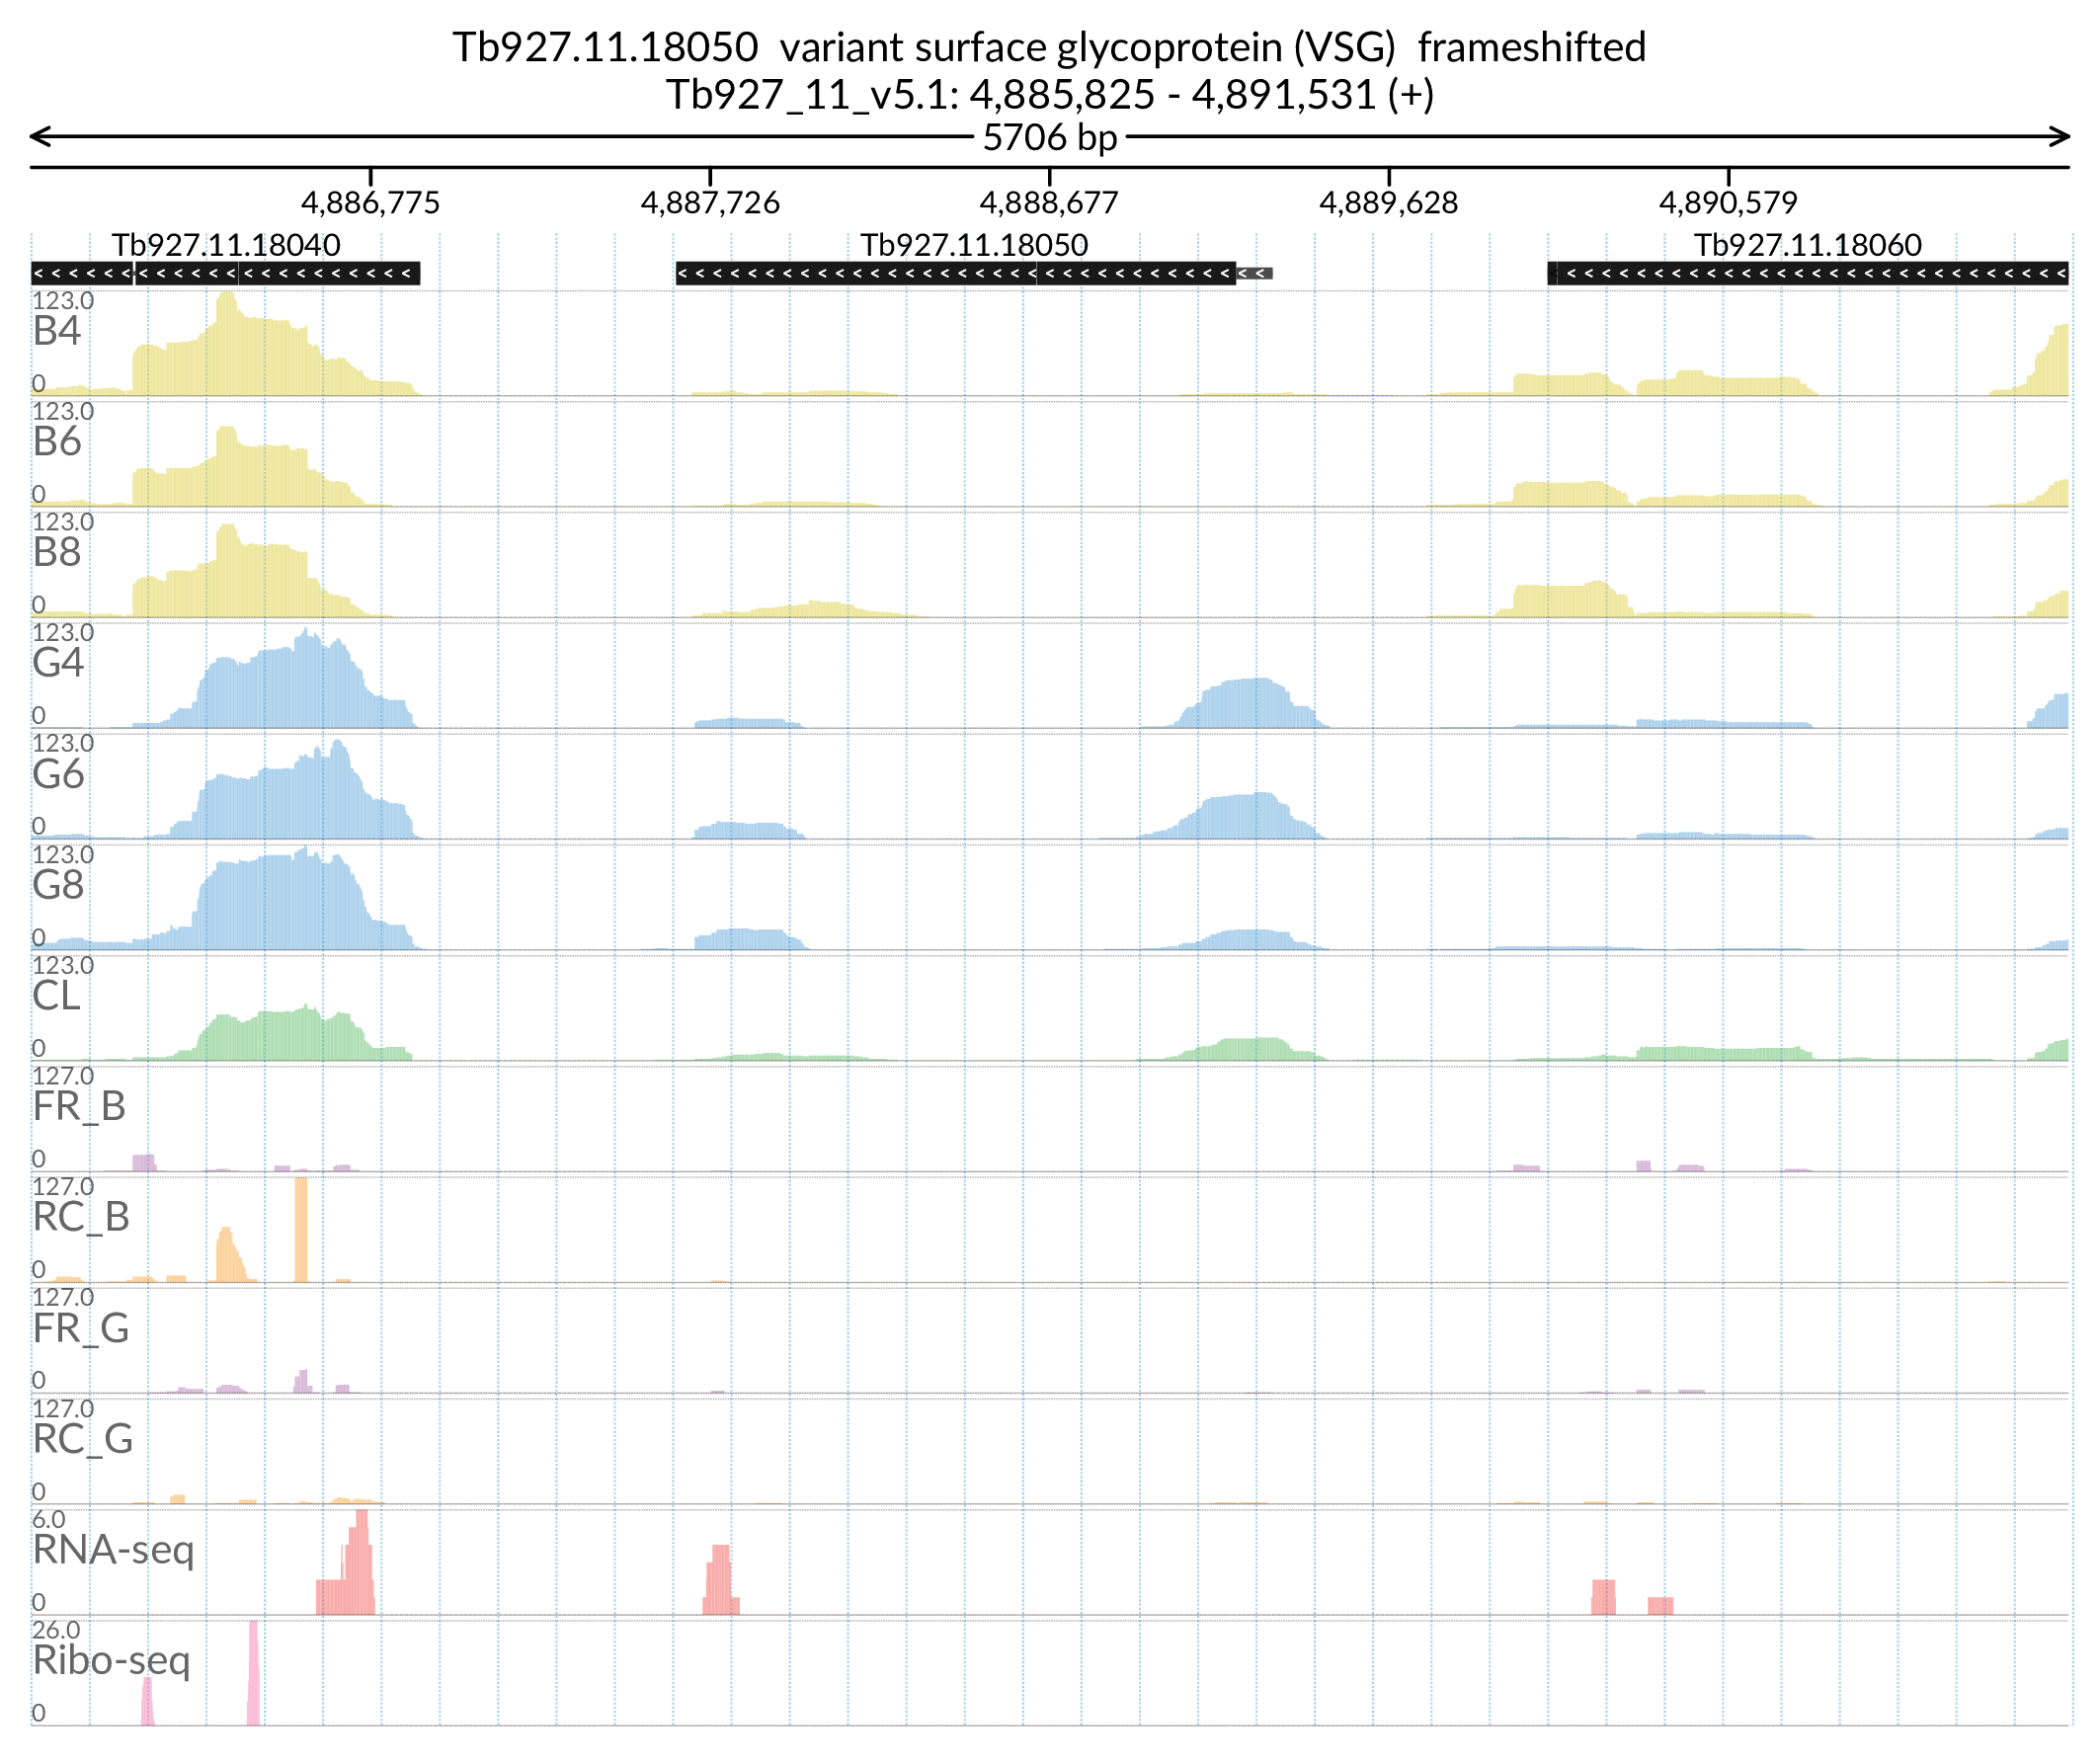 Tb927.11.18050  variant surface glycoprotein (VSG)  frameshifted
Tb927_11_v5.1: 4,885,825 - 4,891,531 (+)
5706 bp
4,886,775 4,887,726 4,888,677 4,889,628 4,890,579
Tb927.11.18040 Tb927.11.18050 Tb927.11.18060
123.0
B4
0
123.0
B6
0
123.0
B8
0
123.0
G4
0
123.0
G6
0
123.0
G8
0
123.0
CL
0
127.0
FR_B
0
127.0
RC_B
0
127.0
FR_G
0
127.0
RC_G
0
6.0
RNA-seq
0
26.0
Ribo-seq
0